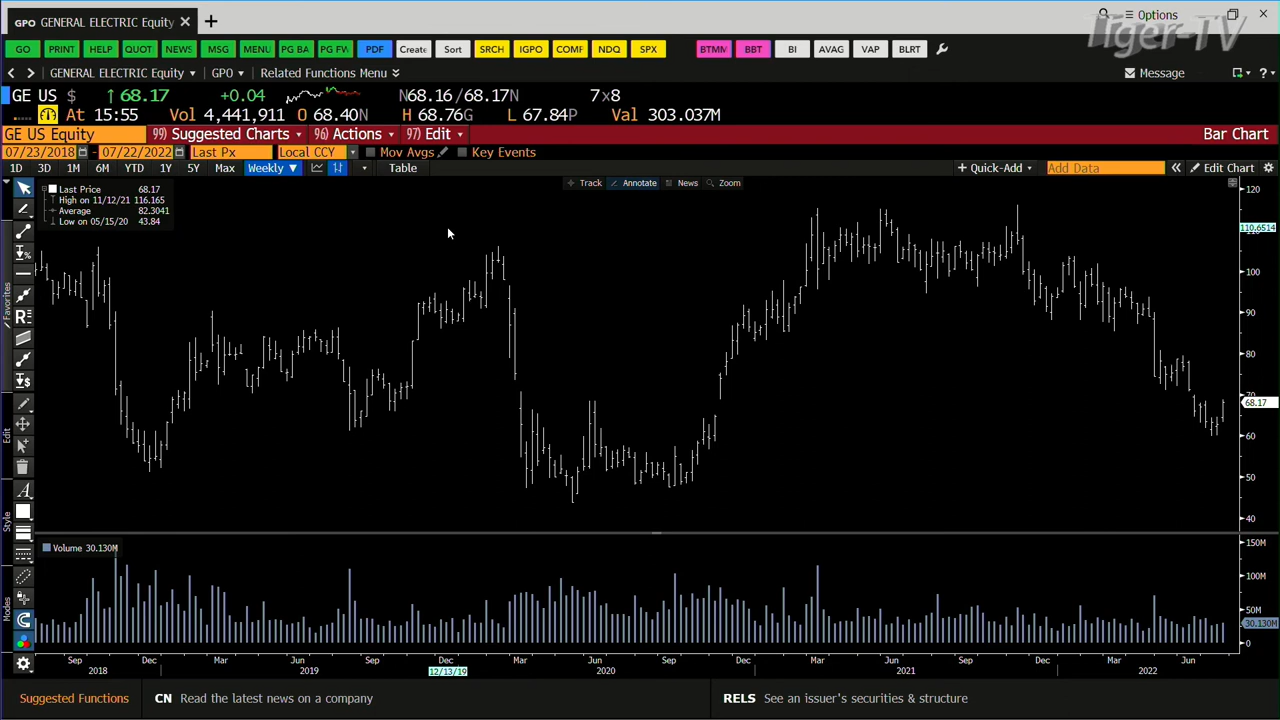 GPO GENERAL ELECTRIC Equity × +
Options
Tiger-TV
GO PRINT HELP QUOT NEWS MSG MENU PG BA PG FW PDF Create Sort SRCH IGPO COMF NDQ SPX BTMM BBT BI AVAG VAP BLRT
GENERAL ELECTRIC Equity GPO Related Functions Menu Message ?
GE US $ ↑ 68.17 +0.04 N68.16 /68.17N 7x8
At 15:55 Vol 4,441,911 O 68.40N H 68.76G L 67.84P Val 303.037M
GE US Equity 99) Suggested Charts 96) Actions 97) Edit Bar Chart
07/23/2018 - 07/22/2022 Last Px Local CCY Mov Avgs Key Events
1D 3D 1M 6M YTD 1Y 5Y Max Weekly ▼ Table + Quick-Add Add Data « Edit Chart
Track Annotate News Zoom
Last Price 68.17
High on 11/12/21 116.165
Average 82.3041
Low on 05/15/20 43.84
120
110.6514
100
90
80
70
68.17
60
50
40
Favorites
Edit
Style
Modes
Volume 30.130M
150M
100M
50M
30.130M
0
Sep Dec Mar Jun Sep Dec Mar Jun Sep Dec Mar Jun Sep Dec Mar Jun
2018 2019 12/13/19 2020 2021 2022
Suggested Functions CN Read the latest news on a company RELS See an issuer's securities & structure